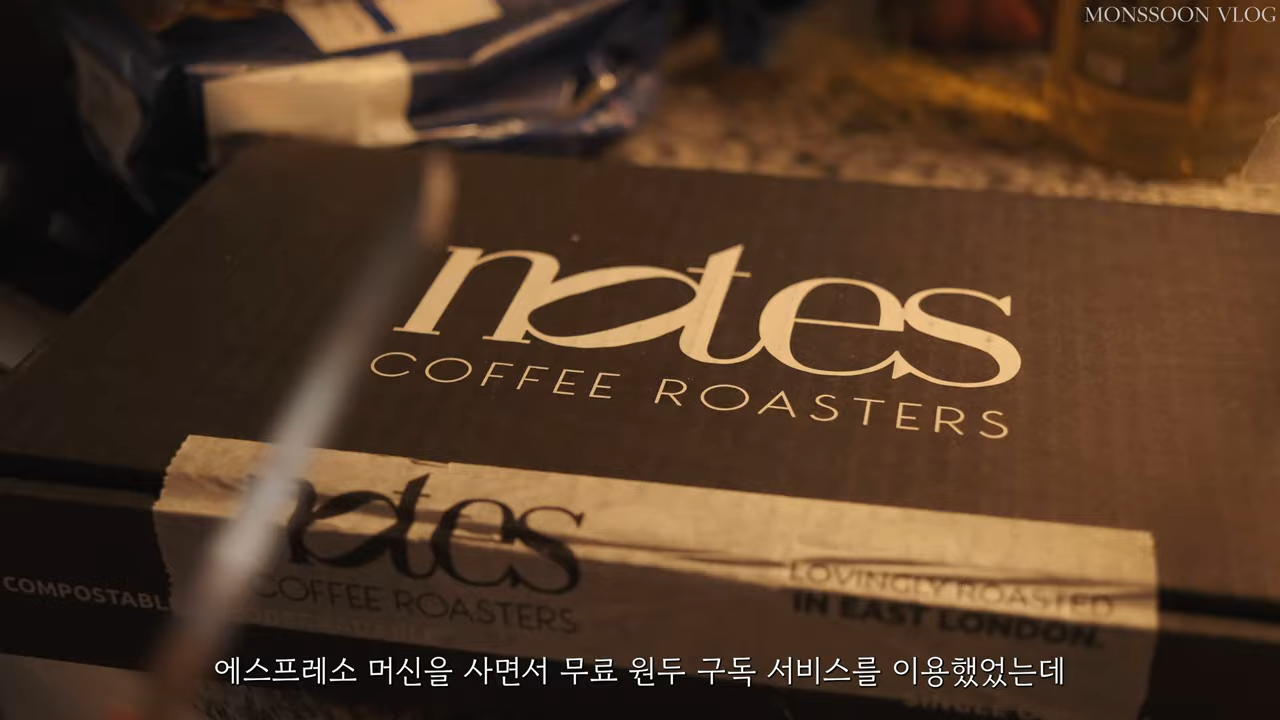 MONSSOON VLOG
notes
COFFEE ROASTERS
notes
COFFEE ROASTERS
LOVINGLY ROASTED
IN EAST LONDON.
COMPOSTABL
에스프레소 머신을 사면서 무료 원두 구독 서비스를 이용했었는데